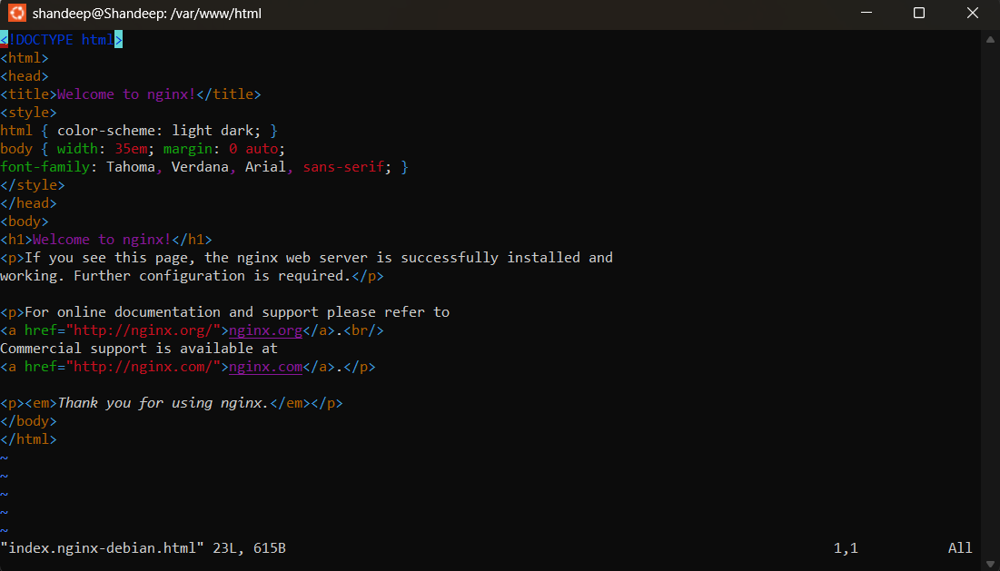 shandeep@Shandeep: /var/www/html
<!DOCTYPE html>
<html>
<head>
<title>Welcome to nginx!</title>
<style>
html { color-scheme: light dark; }
body { width: 35em; margin: 0 auto;
font-family: Tahoma, Verdana, Arial, sans-serif; }
</style>
</head>
<body>
<h1>Welcome to nginx!</h1>
<p>If you see this page, the nginx web server is successfully installed and
working. Further configuration is required.</p>

<p>For online documentation and support please refer to
<a href="http://nginx.org/">nginx.org</a>.<br/>
Commercial support is available at
<a href="http://nginx.com/">nginx.com</a>.</p>

<p><em>Thank you for using nginx.</em></p>
</body>
</html>
~
~
~
~
~
"index.nginx-debian.html" 23L, 615B 1,1 All